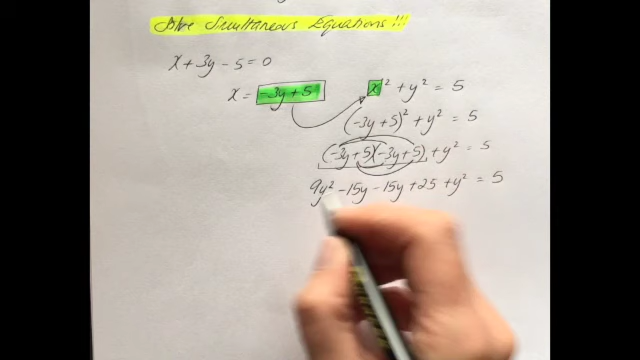 Solve Simultaneous Equations!!!
x + 3y - 5 = 0
x = -3y + 5
x² + y² = 5
(-3y + 5)² + y² = 5
(-3y + 5)(-3y + 5) + y² = 5
9y² - 15y - 15y + 25 + y² = 5